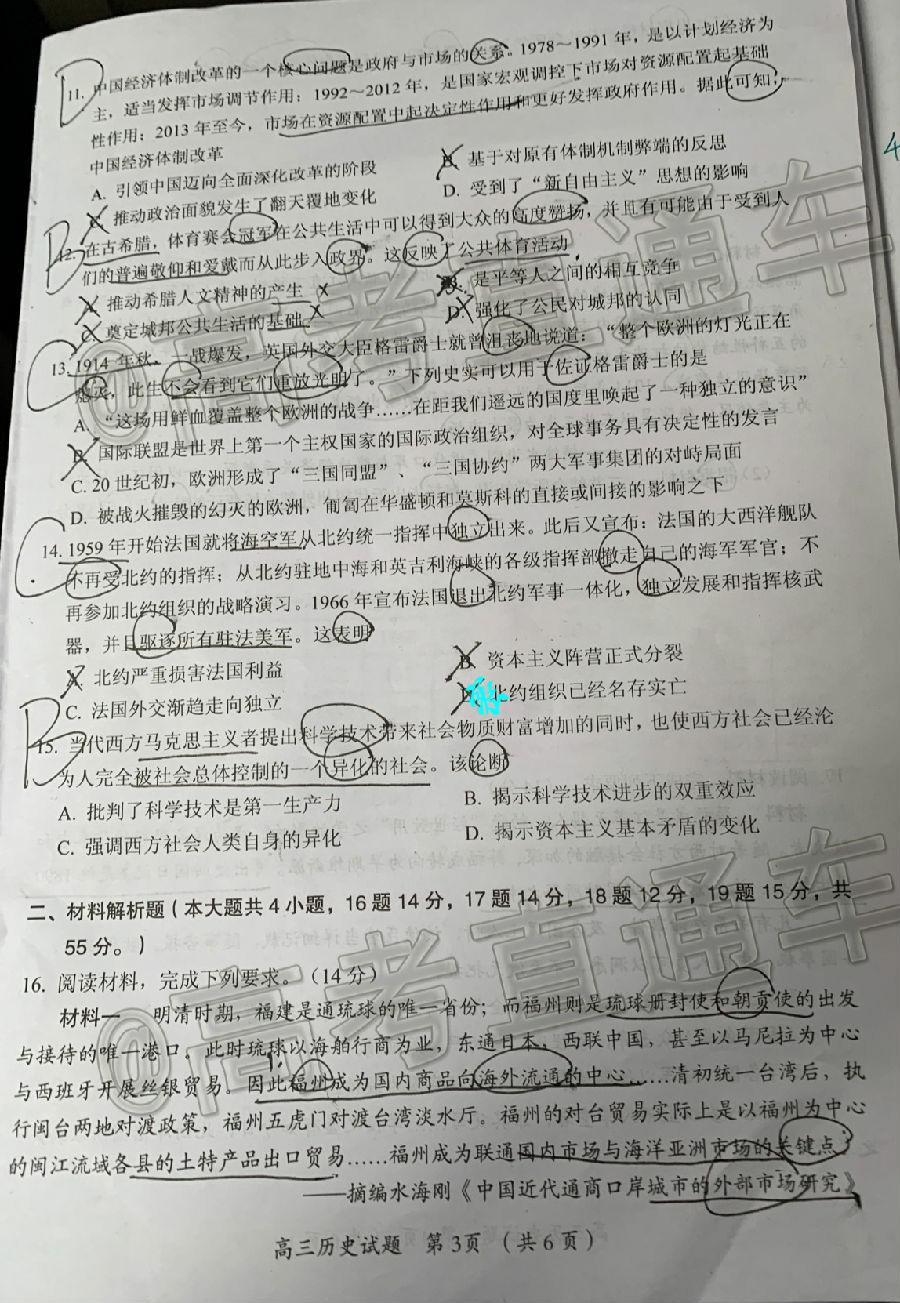 11. 中国经济体制改革的一个核心问题是政府与市场的关系。1978～1991 年，是以计划经济为
主，适当发挥市场调节作用；1992～2012 年，是国家宏观调控下市场对资源配置起基础
性作用；2013 年至今，市场在资源配置中起决定性作用和更好发挥政府作用。据此可知，
中国经济体制改革
A. 引领中国迈向全面深化改革的阶段 B. 基于对原有体制机制弊端的反思
C. 推动政治面貌发生了翻天覆地变化 D. 受到了“新自由主义”思想的影响
12. 在古希腊，体育赛会冠军在公共生活中可以得到大众的高度赞扬，并且有可能由于受到人
们的普遍敬仰和爱戴而从此步入政界。这反映了公共体育活动
A. 推动希腊人文精神的产生 B. 是平等人之间的相互竞争
C. 奠定城邦公共生活的基础 D. 强化了公民对城邦的认同
13. 1914 年秋。一战爆发，英国外交大臣格雷爵士就曾沮丧地说道：“整个欧洲的灯光正在
熄灭，此生不会看到它们重放光明了。”下列史实可以用于佐证格雷爵士的是
A. “这场用鲜血覆盖整个欧洲的战争……在距我们遥远的国度里唤起了一种独立的意识”
B. 国际联盟是世界上第一个主权国家的国际政治组织，对全球事务具有决定性的发言
C. 20 世纪初，欧洲形成了“三国同盟”、“三国协约”两大军事集团的对峙局面
D. 被战火摧毁的幻灭的欧洲，匍匐在华盛顿和莫斯科的直接或间接的影响之下
14. 1959 年开始法国就将海空军从北约统一指挥中独立出来。此后又宣布：法国的大西洋舰队
不再受北约的指挥；从北约驻地中海和英吉利海峡的各级指挥部撤走自己的海军军官；不
再参加北约组织的战略演习。1966 年宣布法国退出北约军事一体化，独立发展和指挥核武
器，并且驱逐所有驻法美军。这表明
A. 北约严重损害法国利益 B. 资本主义阵营正式分裂
C. 法国外交渐趋走向独立 D. 北约组织已经名存实亡
15. 当代西方马克思主义者提出科学技术带来社会物质财富增加的同时，也使西方社会已经沦
为人完全被社会总体控制的一个异化的社会。该论断
A. 批判了科学技术是第一生产力 B. 揭示科学技术进步的双重效应
C. 强调西方社会人类自身的异化 D. 揭示资本主义基本矛盾的变化
二、材料解析题（本大题共 4 小题，16 题 14 分，17 题 14 分，18 题 12 分，19 题 15 分，共
55 分。）
16. 阅读材料，完成下列要求。（14 分）
材料一 明清时期，福建是通琉球的唯一省份；而福州则是琉球册封使和朝贡使的出发
与接待的唯一港口。此时琉球以海舶行商为业，东通日本，西联中国，甚至以马尼拉为中心
与西班牙开展丝银贸易。因此福州成为国内商品向海外流通的中心……清初统一台湾后，执
行闽台两地对渡政策，福州五虎门对渡台湾淡水厅。福州的对台贸易实际上是以福州为中心
的闽江流域各县的土特产品出口贸易……福州成为联通国内市场与海洋亚洲市场的关键点。
——摘编水海刚《中国近代通商口岸城市的外部市场研究》
高三历史试题 第 3页 （共 6 页）
@高考直通车
@高考直通车
D
B
C
C
B